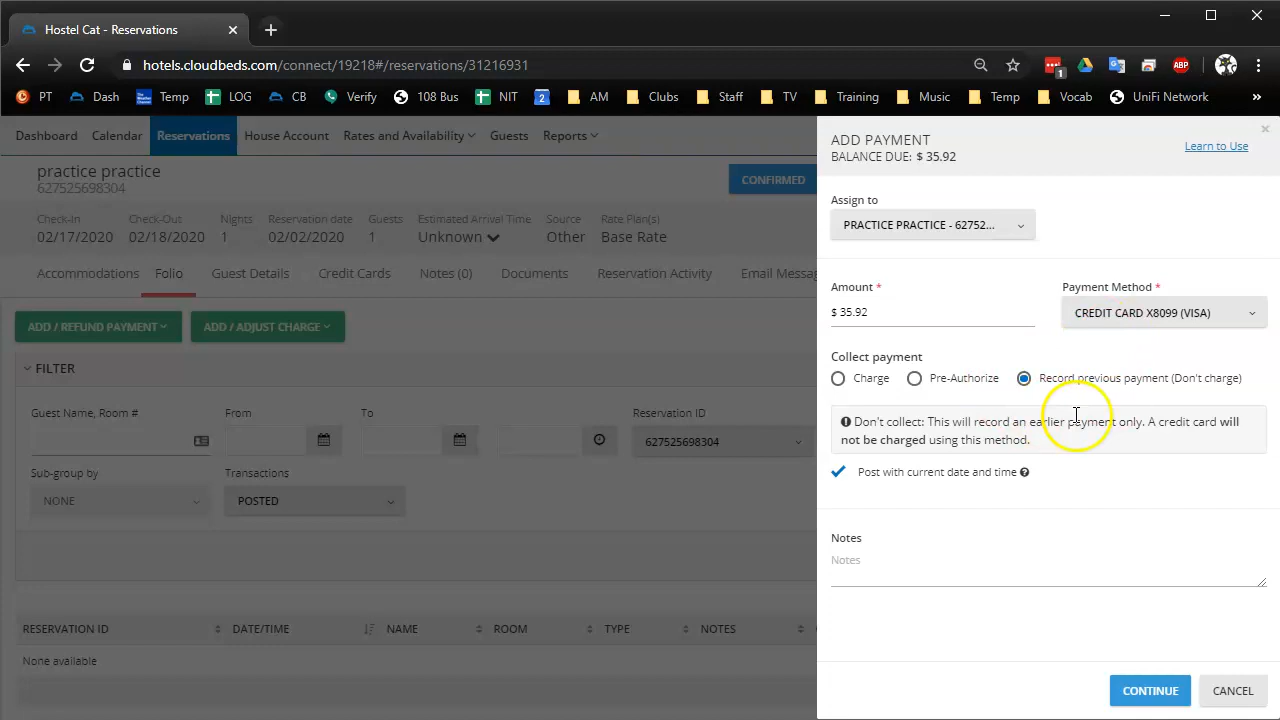 Hostel Cat - Reservations
hotels.cloudbeds.com/connect/19218#/reservations/31216931
1 ABP
PT Dash Temp LOG CB Verify 108 Bus NIT 2 AM Clubs Staff TV Training Music Temp Vocab UniFi Network »
Dashboard Calendar Reservations House Account Rates and Availability Guests Reports
practice practice
627525698304
CONFIRMED
Check-In Check-Out Nights Reservation date Guests Estimated Arrival Time Source Rate Plan(s)
02/17/2020 02/18/2020 1 02/02/2020 1 Unknown Other Base Rate
Accommodations Folio Guest Details Credit Cards Notes (0) Documents Reservation Activity Email Messag
ADD / REFUND PAYMENT ADD / ADJUST CHARGE
FILTER
Guest Name, Room # From To Reservation ID
627525698304
Sub-group by Transactions
NONE POSTED
RESERVATION ID DATE/TIME NAME ROOM TYPE NOTES
None available
ADD PAYMENT
BALANCE DUE: $ 35.92
Learn to Use
Assign to
PRACTICE PRACTICE - 62752...
Amount * Payment Method *
$ 35.92 CREDIT CARD X8099 (VISA)
Collect payment
Charge Pre-Authorize Record previous payment (Don't charge)
Don't collect: This will record an earlier payment only. A credit card will
not be charged using this method.
Post with current date and time
Notes
Notes
CONTINUE CANCEL